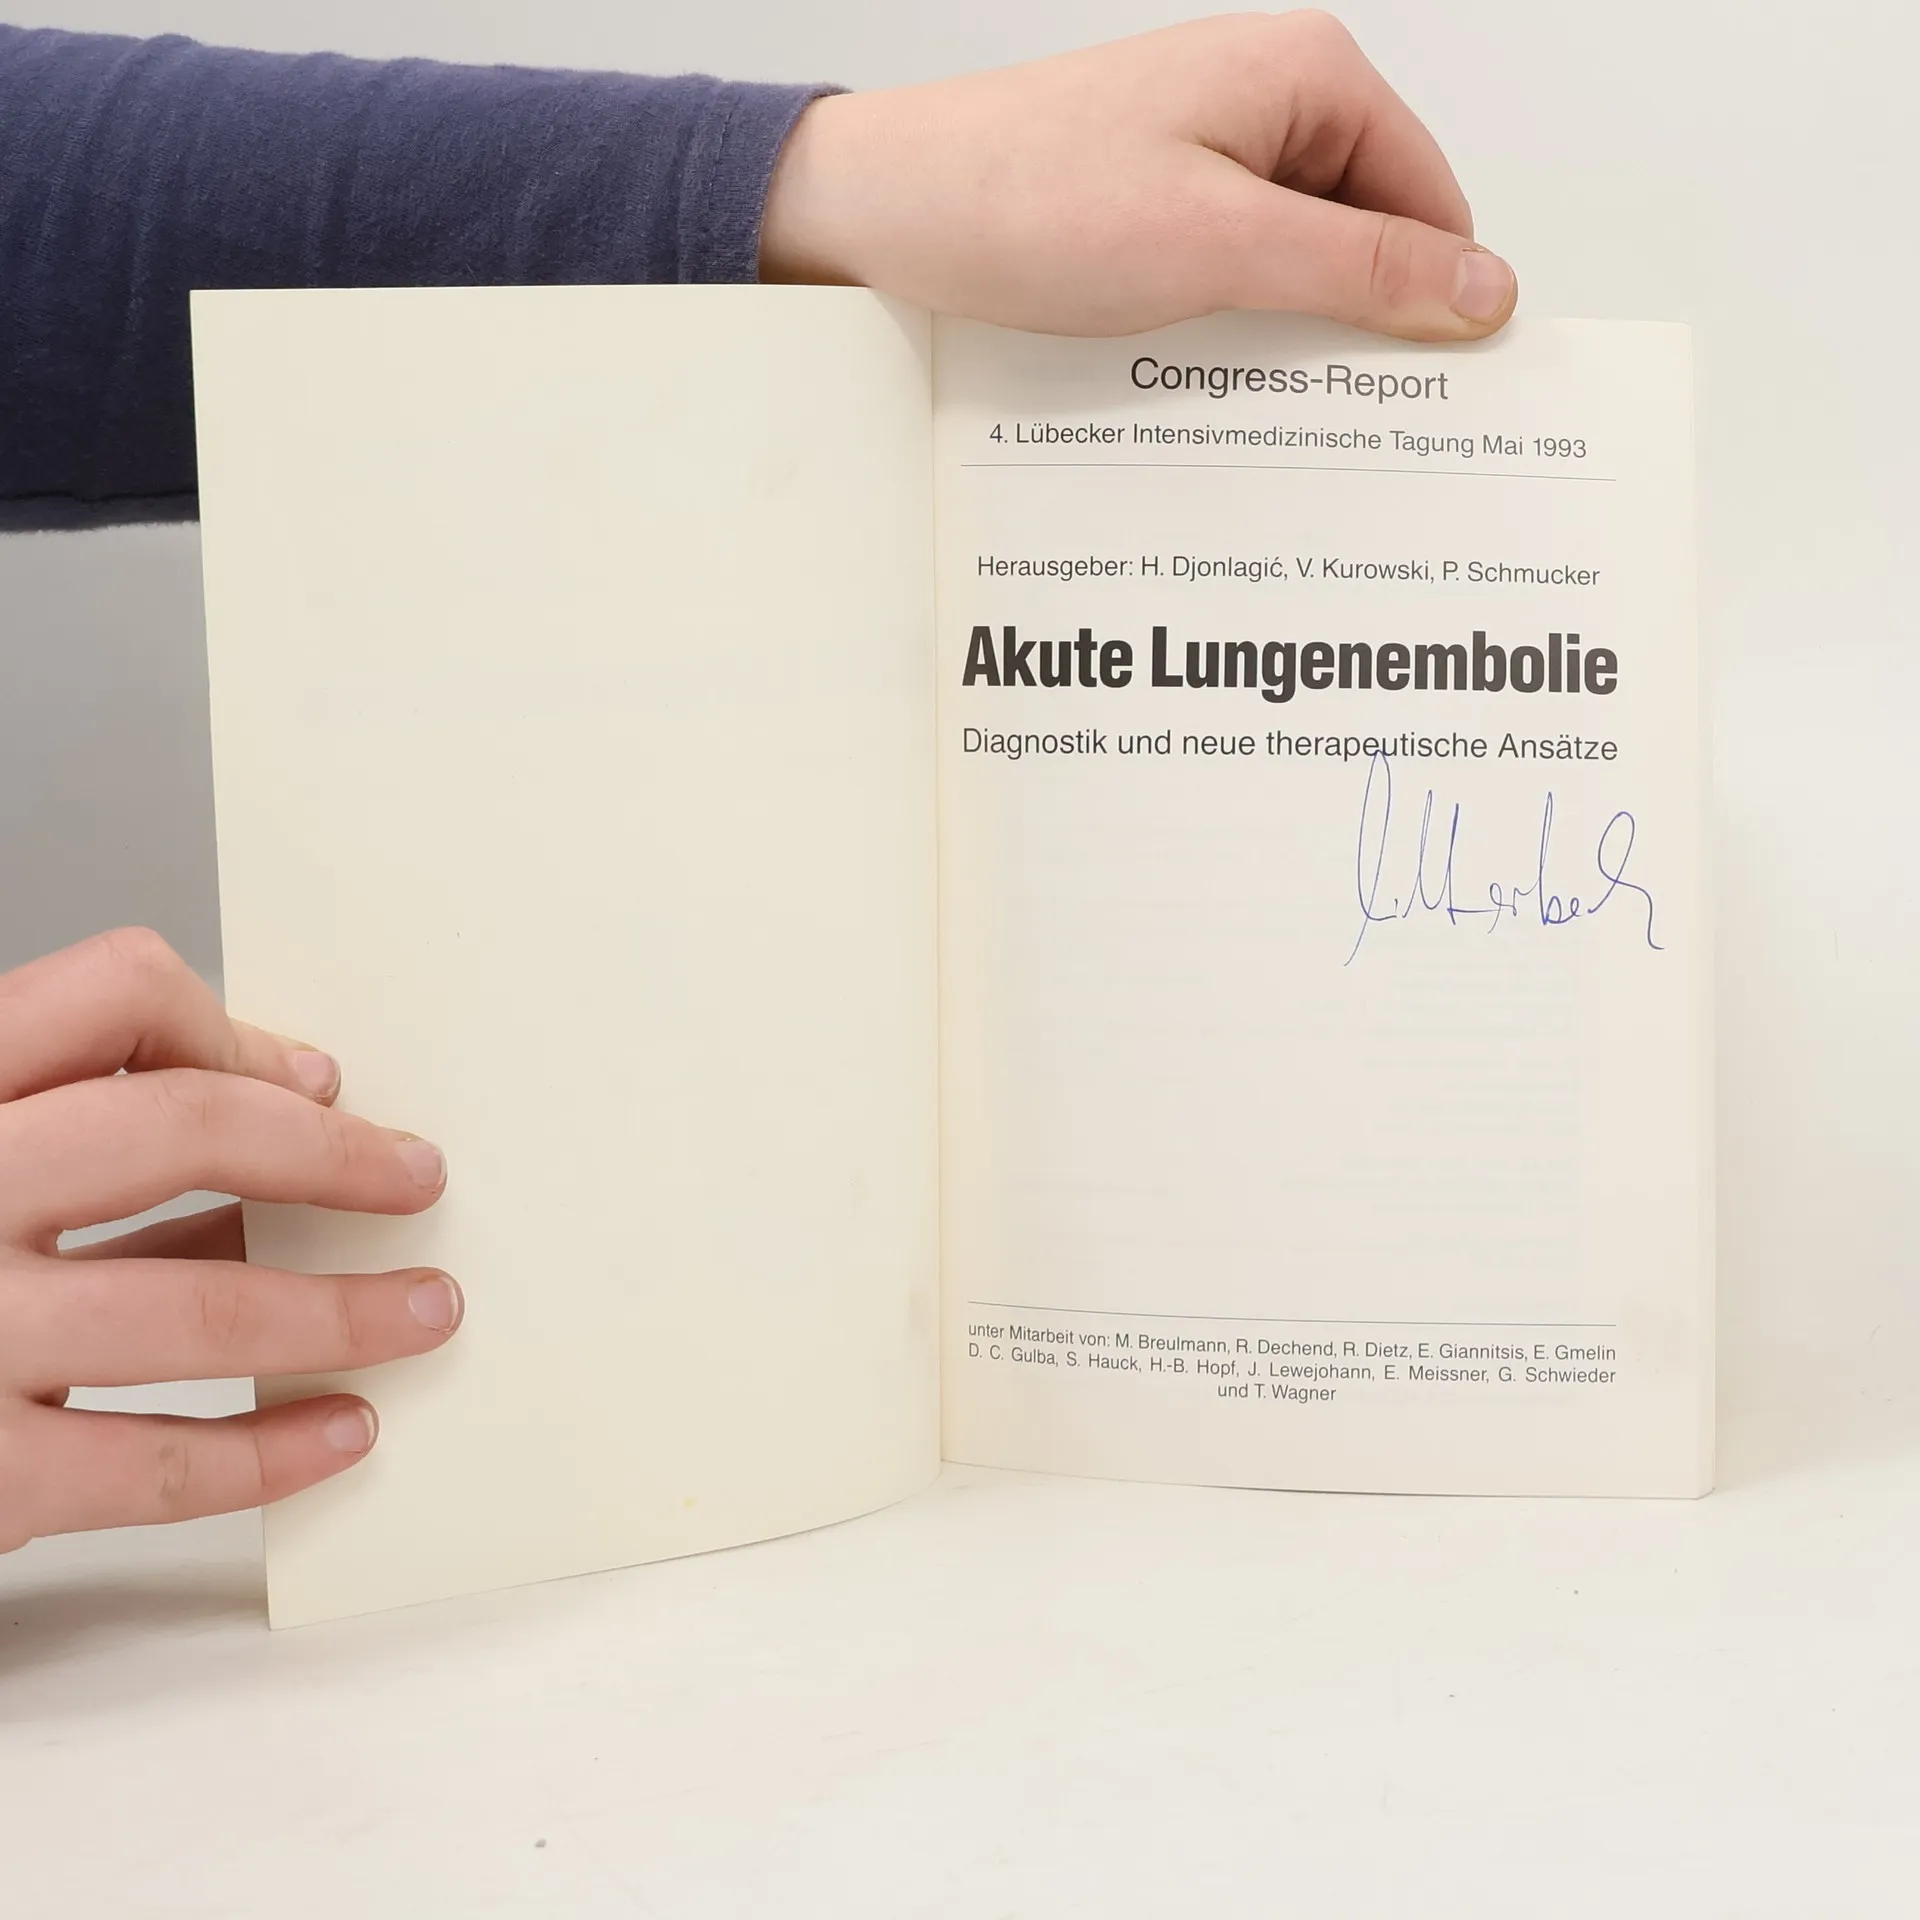 Congress-Report
4. Lübecker Intensivmedizinische Tagung Mai 1993
Herausgeber: H. Djonlagić, V. Kurowski, P. Schmucker
Akute Lungenembolie
Diagnostik und neue therapeutische Ansätze
unter Mitarbeit von: M. Breulmann, R. Dechend, R. Dietz, E. Giannitsis, E. Gmelin
D. C. Gulba, S. Hauck, H.-B. Hopf, J. Lewejohann, E. Meissner, G. Schwieder
und T. Wagner